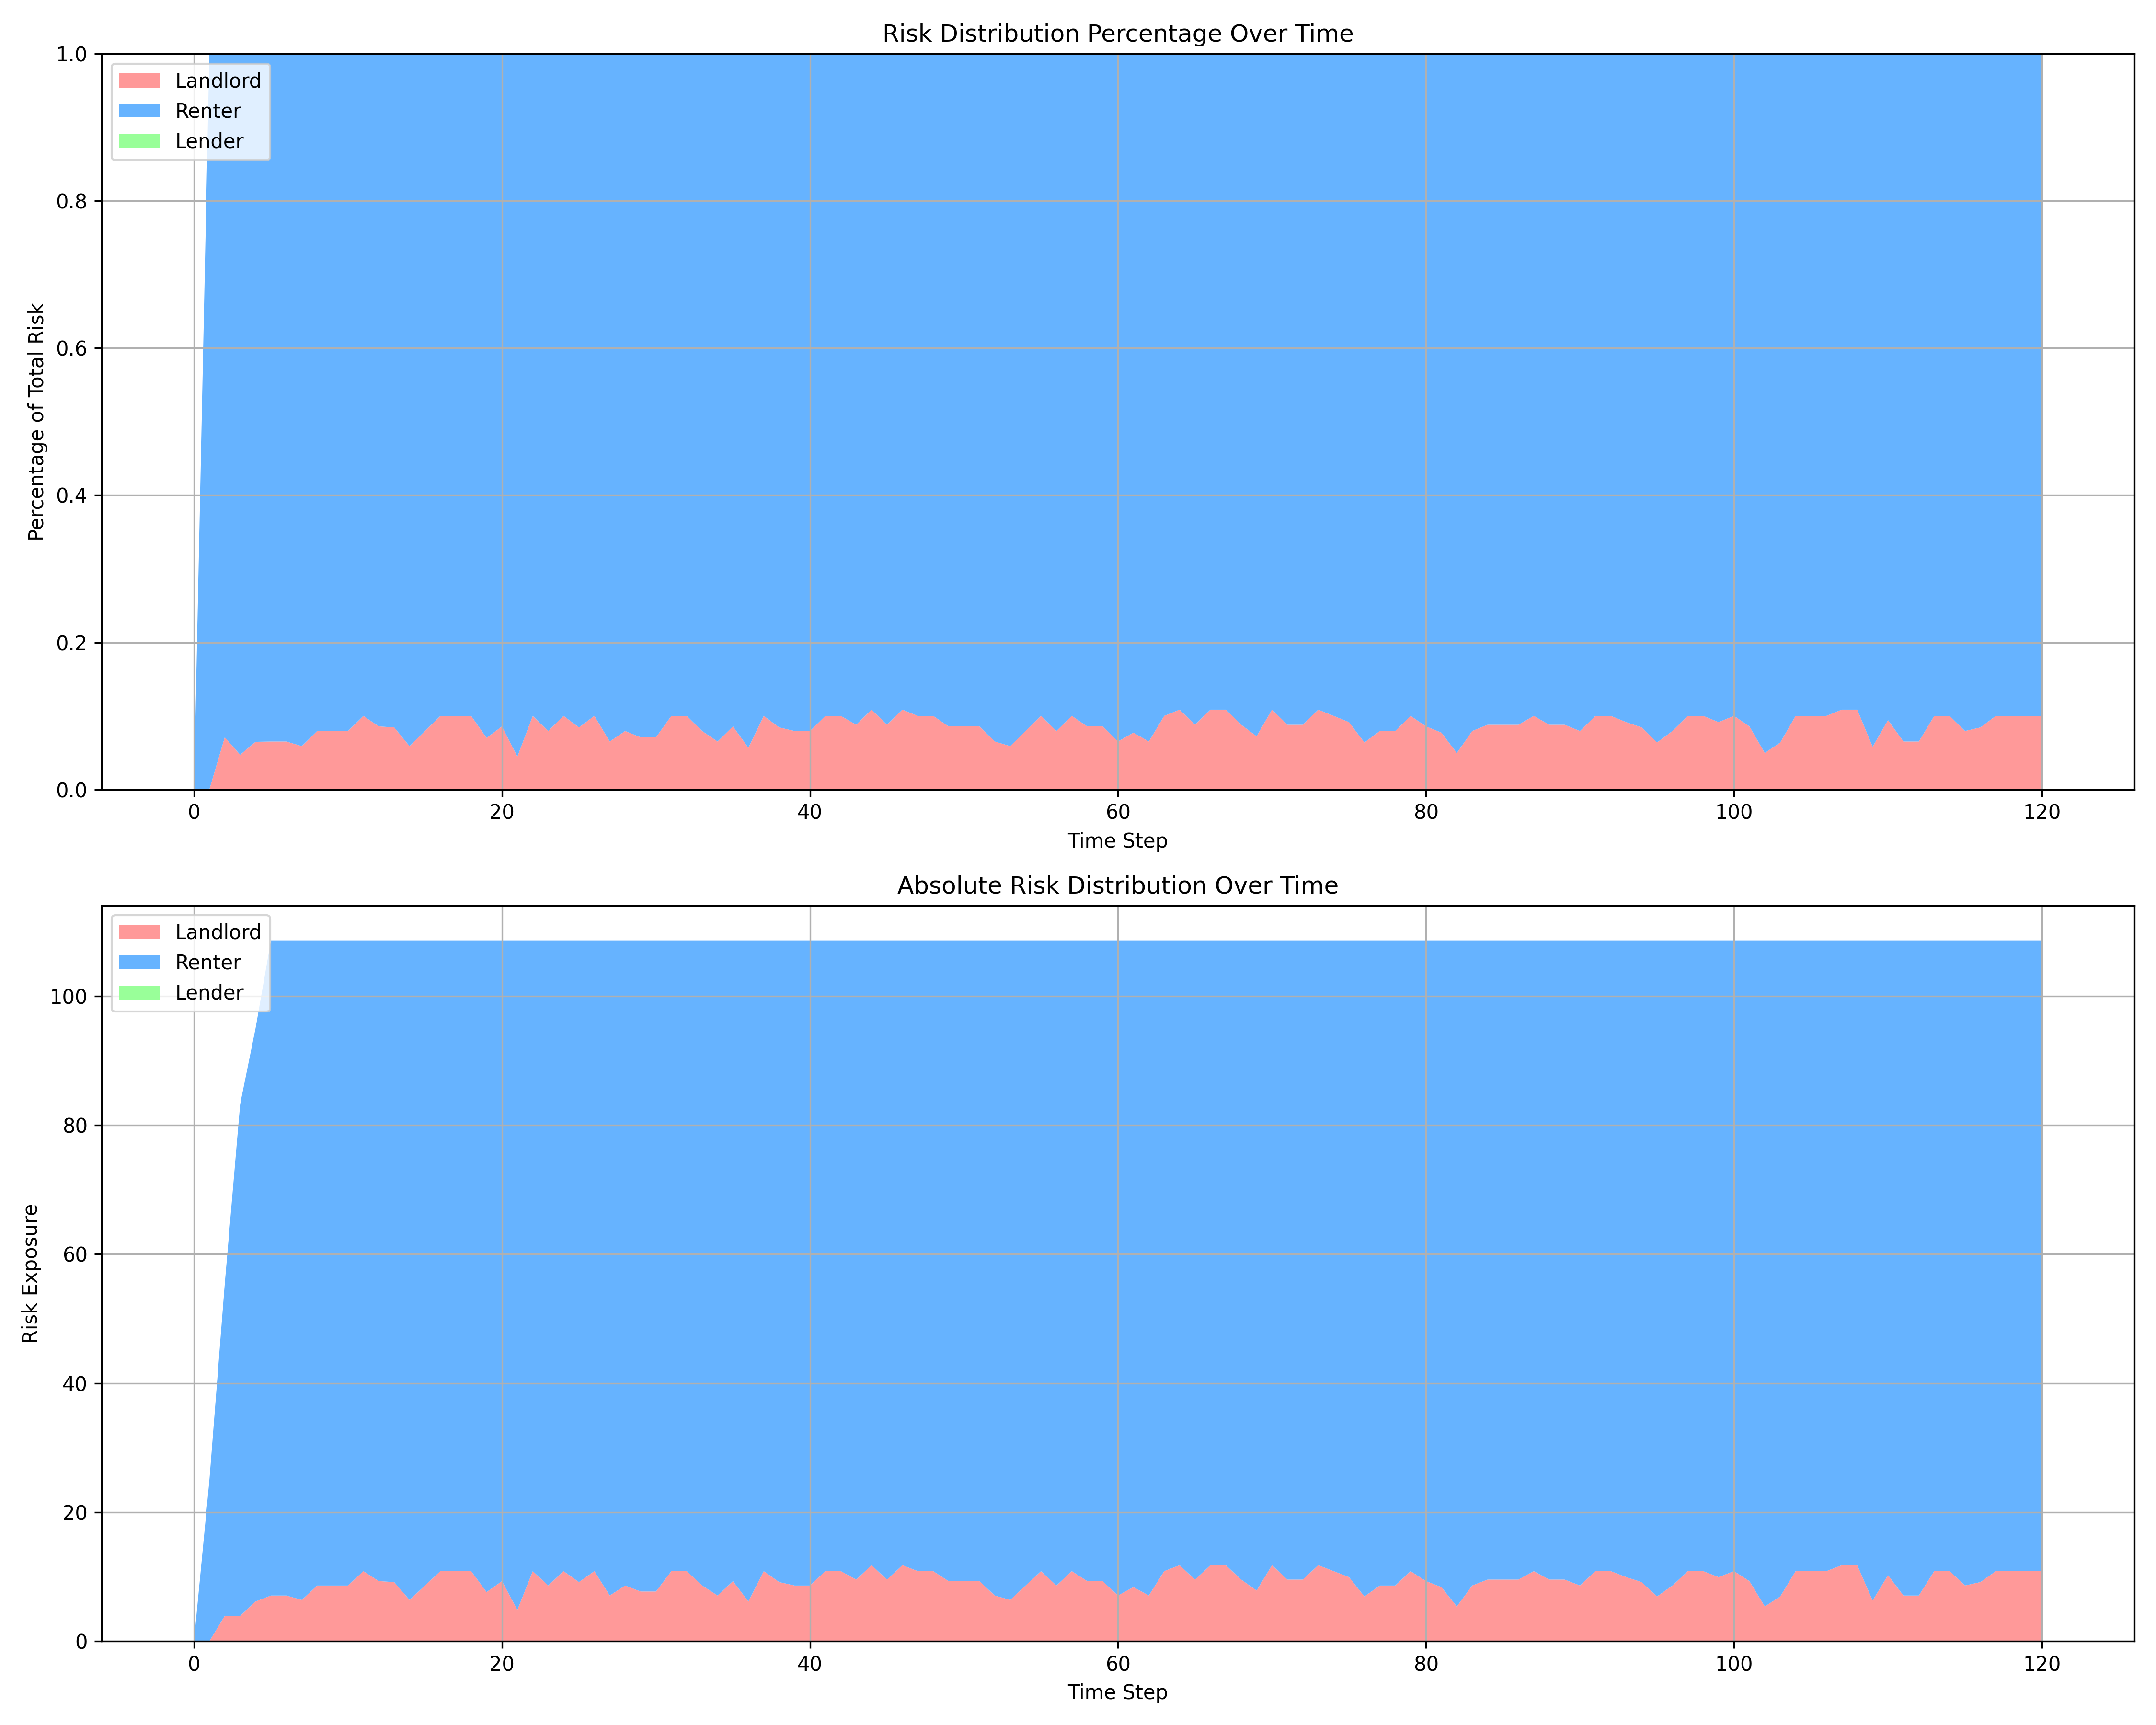 Risk Distribution Percentage Over Time
Landlord
Renter
Lender
1.0
0.8
0.6
0.4
0.2
0.0
Percentage of Total Risk
0 20 40 60 80 100 120
Time Step
Absolute Risk Distribution Over Time
Landlord
Renter
Lender
100
80
60
40
20
0
Risk Exposure
0 20 40 60 80 100 120
Time Step